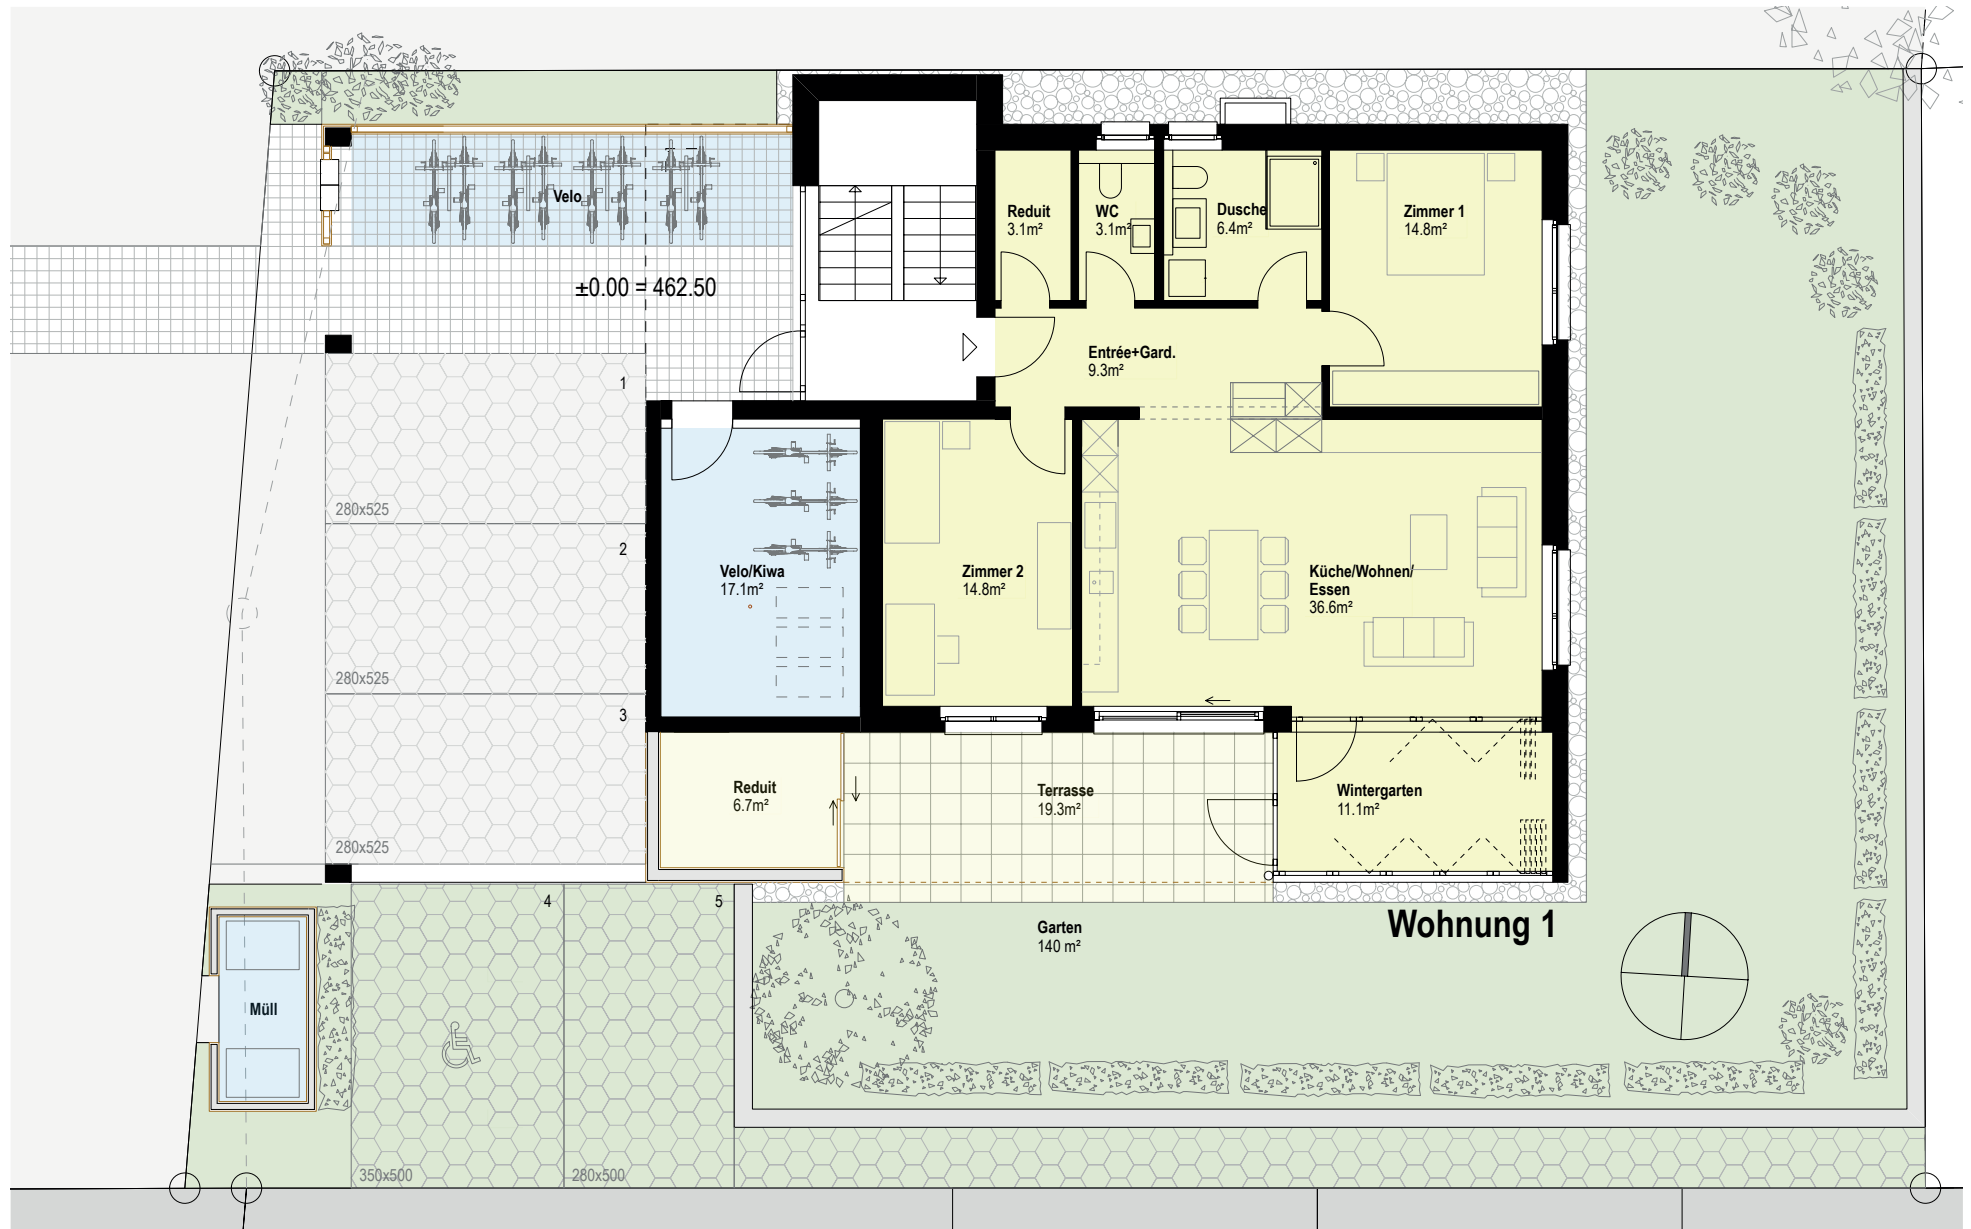 Velo
±0.00 = 462.50
Reduit
3.1m²
WC
3.1m²
Dusche
6.4m²
Zimmer 1
14.8m²
Entrée+Gard.
9.3m²
1
280x525
2
280x525
3
280x525
Velo/Kiwa
17.1m²
Zimmer 2
14.8m²
Küche/Wohnen/
Essen
36.6m²
Reduit
6.7m²
Terrasse
19.3m²
Wintergarten
11.1m²
4
5
Garten
140 m²
Wohnung 1
Müll
350x500
280x500